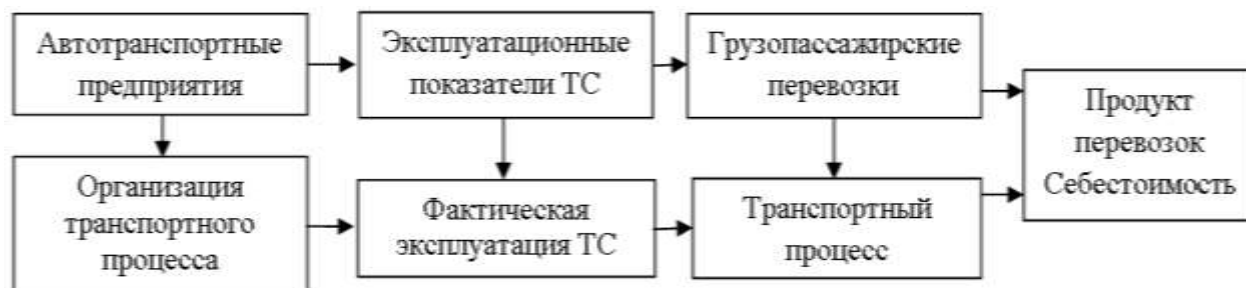 Автотранспортные
предприятия
Эксплуатационные
показатели ТС
Грузопассажирские
перевозки
Продукт
перевозок
Себестоимость
Организация
транспортного
процесса
Фактическая
эксплуатация ТС
Транспортный
процесс